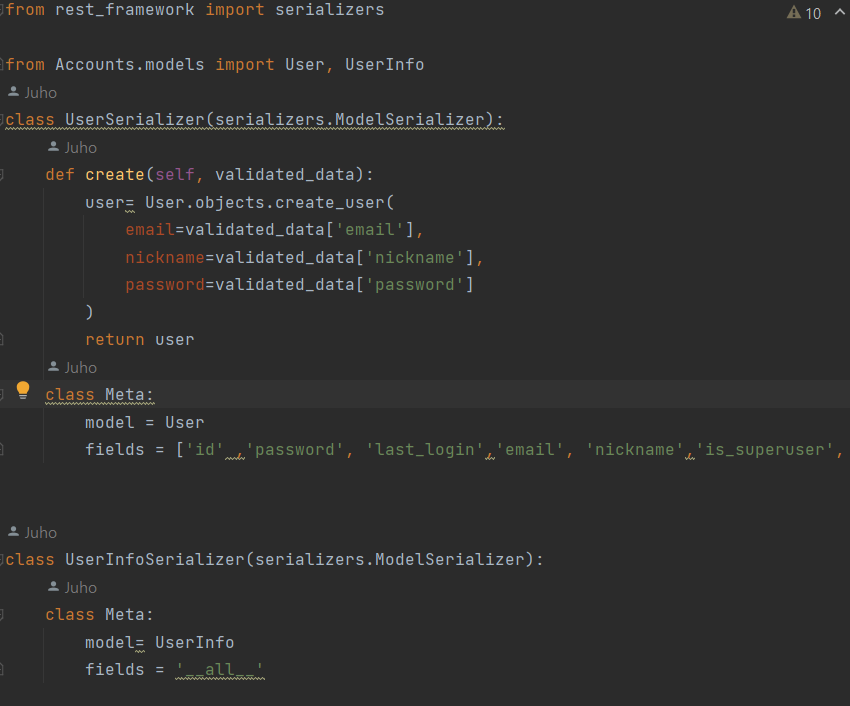 from rest_framework import serializers
10
from Accounts.models import User, UserInfo
Juho
class UserSerializer(serializers.ModelSerializer):
Juho
def create(self, validated_data):
user= User.objects.create_user(
email=validated_data['email'],
nickname=validated_data['nickname'],
password=validated_data['password']
)
return user
Juho
class Meta:
model = User
fields = ['id' ,'password', 'last_login','email', 'nickname','is_superuser',
Juho
class UserInfoSerializer(serializers.ModelSerializer):
Juho
class Meta:
model= UserInfo
fields = '__all__'